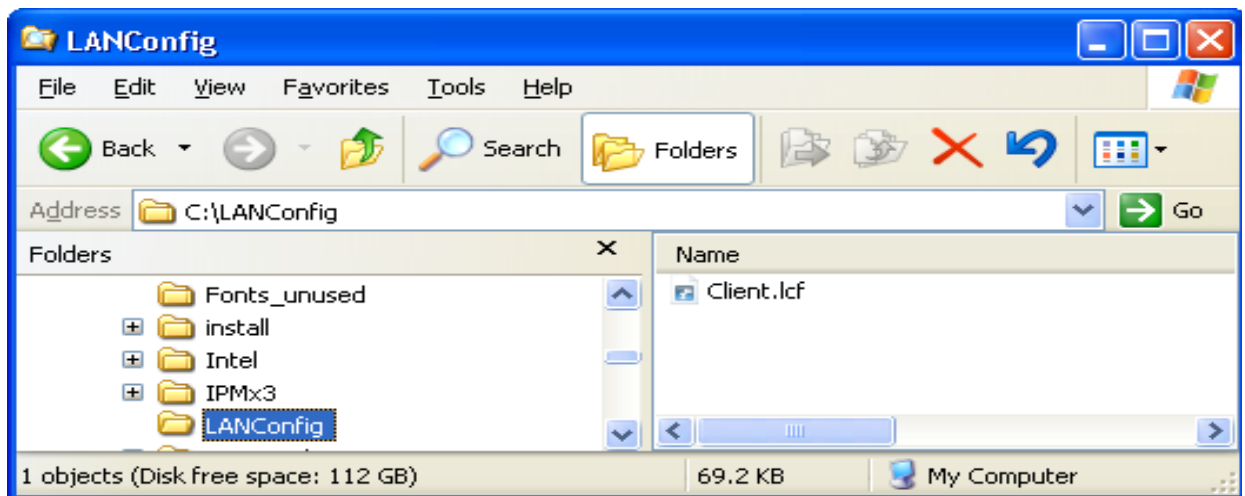 LANConfig
File Edit View Favorites Tools Help
Back Search Folders
Address C:\LANConfig Go
Folders Name
Fonts_unused Client.lcf
install
Intel
IPMx3
LANConfig
1 objects (Disk free space: 112 GB) 69.2 KB My Computer